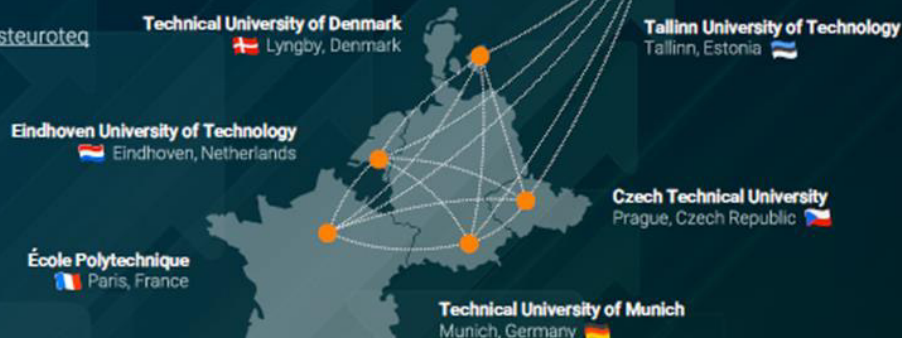 steuroteq
Technical University of Denmark
Lyngby, Denmark
Tallinn University of Technology
Tallinn, Estonia
Eindhoven University of Technology
Eindhoven, Netherlands
Czech Technical University
Prague, Czech Republic
École Polytechnique
Paris, France
Technical University of Munich
Munich, Germany